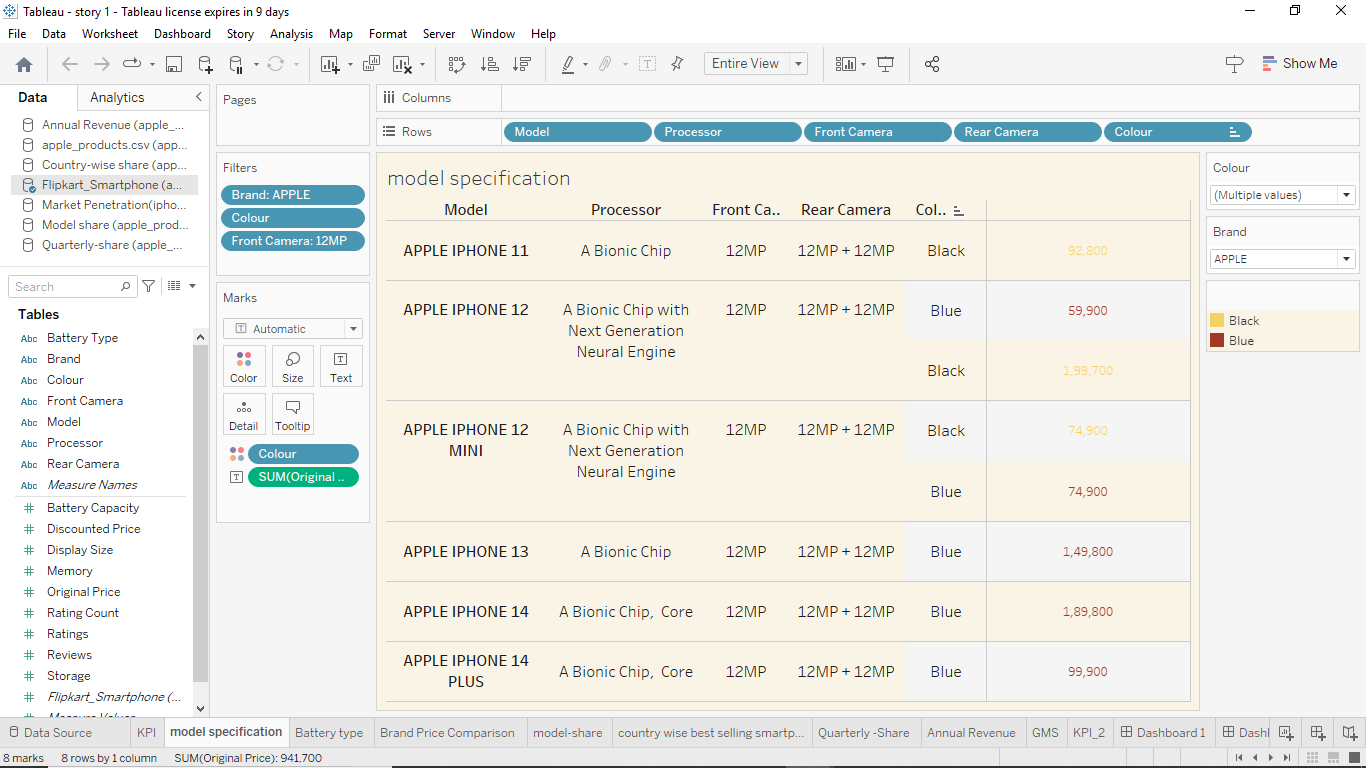 Tableau - story 1 - Tableau license expires in 9 days
File Data Worksheet Dashboard Story Analysis Map Format Server Window Help
Entire View
Show Me
Data Analytics
Annual Revenue (apple_...
apple_products.csv (app...
Country-wise share (app...
Flipkart_Smartphone (a...
Market Penetration(ipho...
Model share (apple_prod...
Quarterly-share (apple_...
Search
Tables
Abc Battery Type
Abc Brand
Abc Colour
Abc Front Camera
Abc Model
Abc Processor
Abc Rear Camera
Abc Measure Names
# Battery Capacity
# Discounted Price
# Display Size
# Memory
# Original Price
# Rating Count
# Ratings
# Reviews
# Storage
# Flipkart_Smartphone (...
# Measure Values
Pages
Filters
Brand: APPLE
Colour
Front Camera: 12MP
Marks
Automatic
Color Size Text
Detail Tooltip
Colour
SUM(Original ..
Columns
Rows Model Processor Front Camera Rear Camera Colour
model specification
Model Processor Front Ca.. Rear Camera Col..
APPLE IPHONE 11 A Bionic Chip 12MP 12MP + 12MP Black 92,800
APPLE IPHONE 12 A Bionic Chip with 12MP 12MP + 12MP Blue 59,900
Next Generation
Neural Engine
Black 1,99,700
APPLE IPHONE 12 A Bionic Chip with 12MP 12MP + 12MP Black 74,900
MINI Next Generation
Neural Engine
Blue 74,900
APPLE IPHONE 13 A Bionic Chip 12MP 12MP + 12MP Blue 1,49,800
APPLE IPHONE 14 A Bionic Chip, Core 12MP 12MP + 12MP Blue 1,89,800
APPLE IPHONE 14
PLUS A Bionic Chip, Core 12MP 12MP + 12MP Blue 99,900
Colour
(Multiple values)
Brand
APPLE
Black
Blue
Data Source KPI model specification Battery type Brand Price Comparison model-share country wise best selling smartp... Quarterly -Share Annual Revenue GMS KPI_2 Dashboard 1 Dashl
8 marks 8 rows by 1 column SUM(Original Price): 941,700